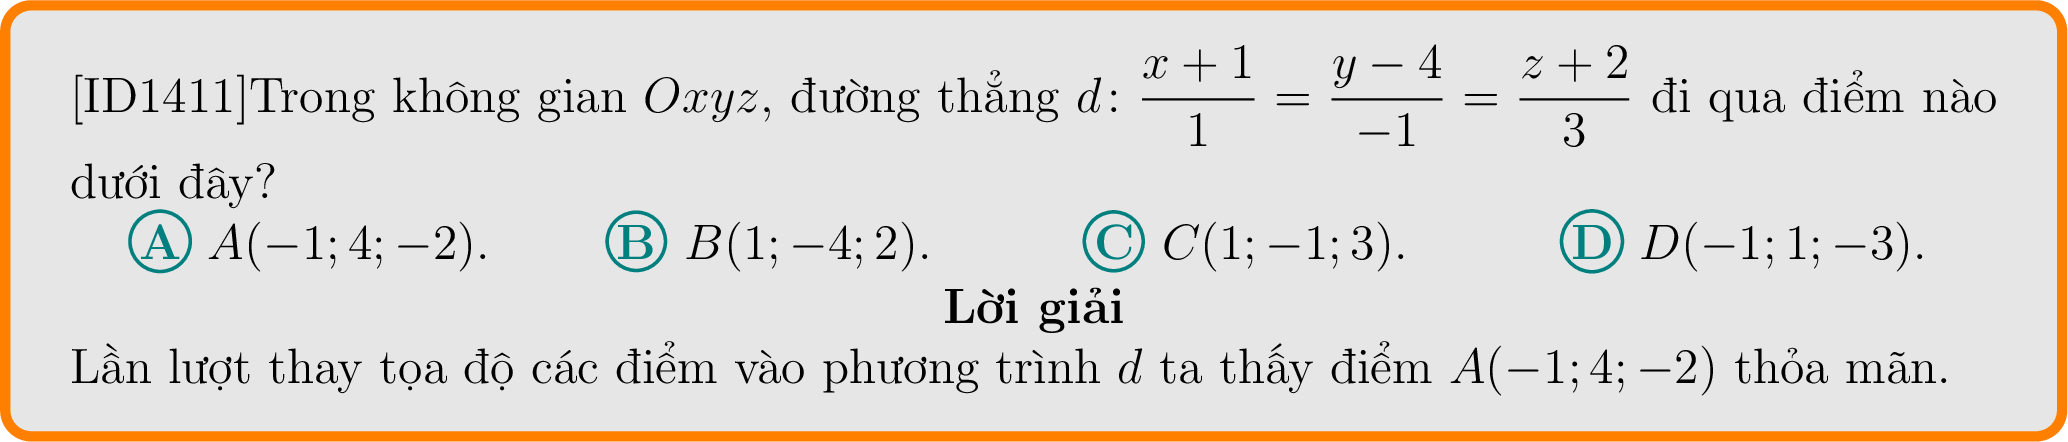 [ID1411]Trong không gian Oxyz, đường thẳng d: \frac{x+1}{1} = \frac{y-4}{-1} = \frac{z+2}{3} đi qua điểm nào
dưới đây?
Ⓐ A(−1; 4; −2). Ⓑ B(1; −4; 2). Ⓒ C(1; −1; 3). Ⓓ D(−1; 1; −3).
Lời giải
Lần lượt thay tọa độ các điểm vào phương trình d ta thấy điểm A(−1; 4; −2) thỏa mãn.